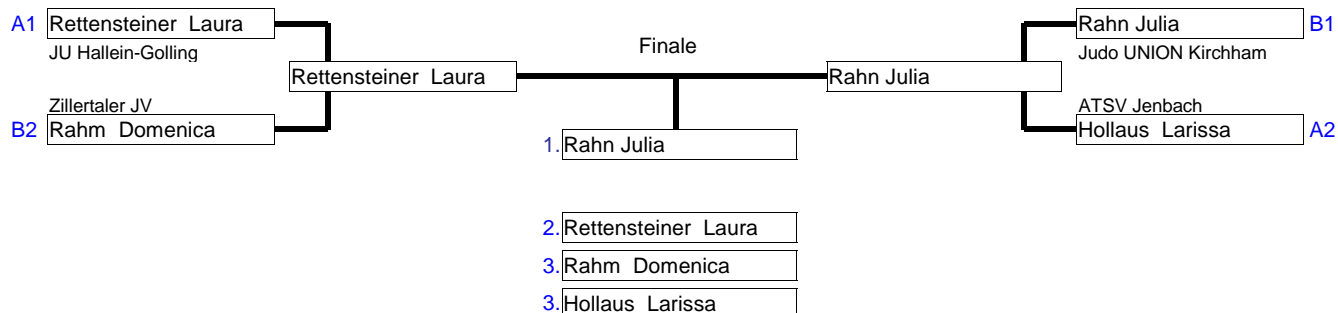 A1 Rettensteiner Laura
JU Hallein-Golling
Rettensteiner Laura
Zillertaler JV
B2 Rahm Domenica
Finale
Rahn Julia B1
Judo UNION Kirchham
Rahn Julia
ATSV Jenbach
Hollaus Larissa A2
1. Rahn Julia
2. Rettensteiner Laura
3. Rahm Domenica
3. Hollaus Larissa